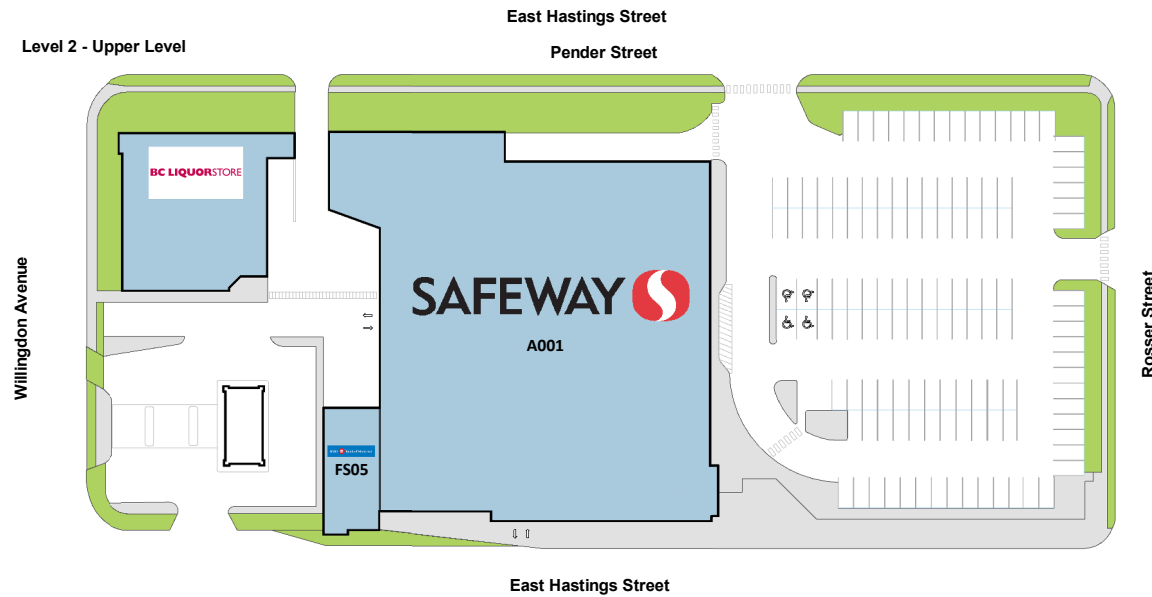 East Hastings Street
Level 2 - Upper Level
Pender Street
BC LIQUORSTORE
Willingdon Avenue
SAFEWAY
A001
Rosser Street
FS05
East Hastings Street